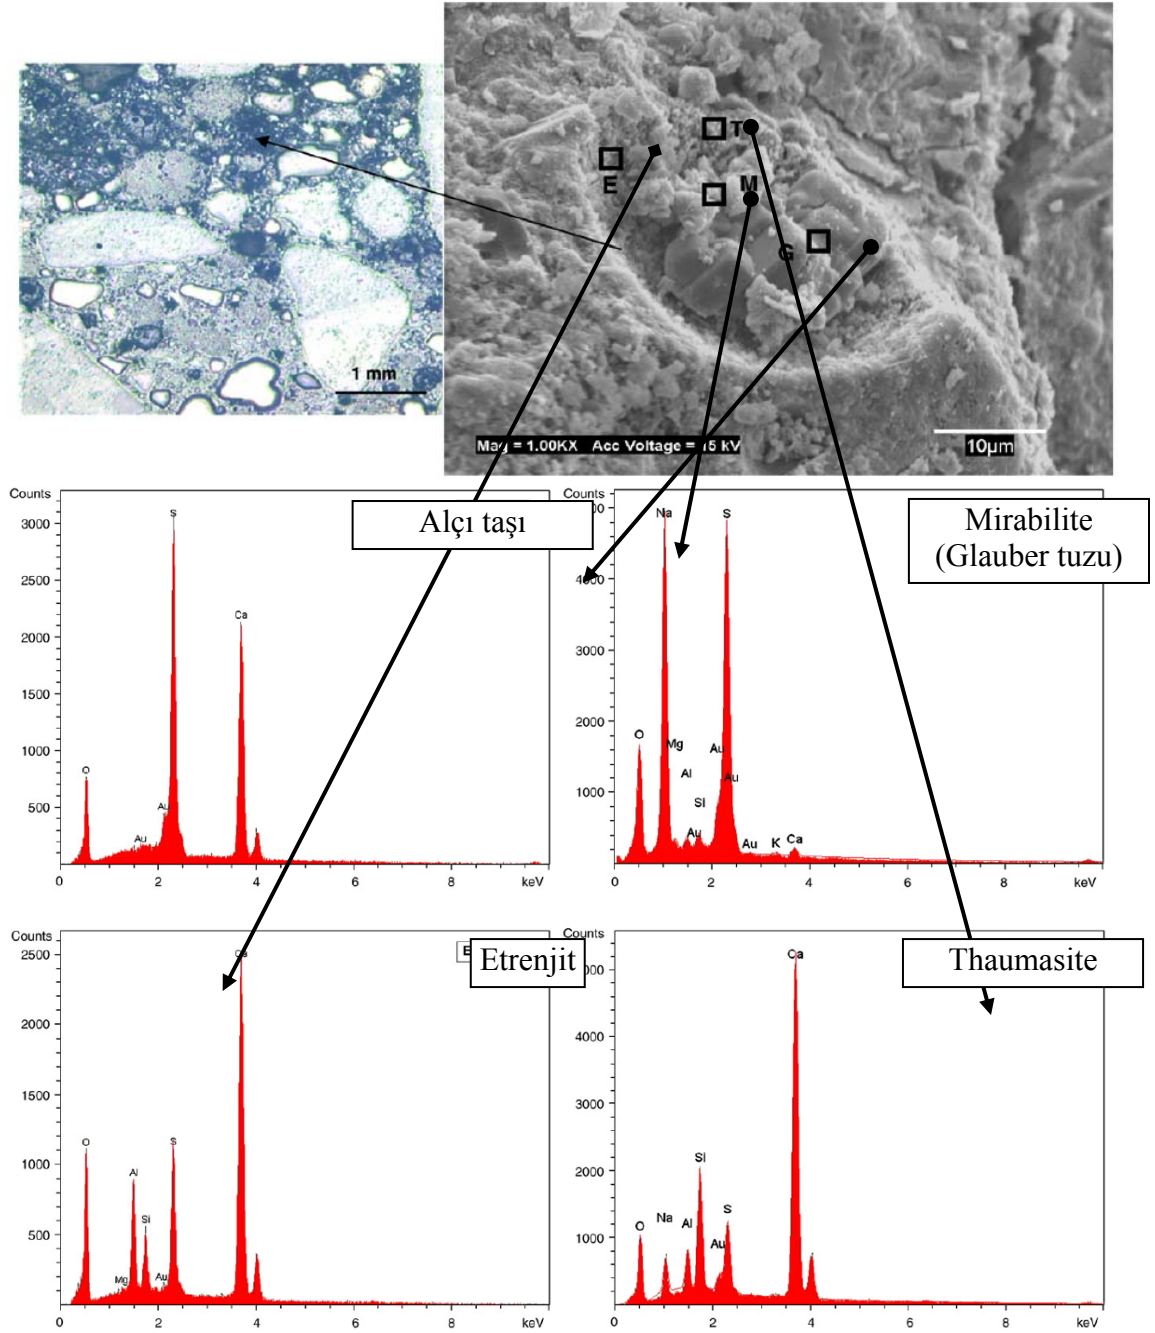 1 mm
T
E
M
G
Mag = 1.00KX Acc Voltage = 15 kV
10µm
Counts
Alçı taşı
3000
2500
2000
1500
1000
500
S
Ca
O
Au
Au
0 2 4 6 8 keV
Counts
Mirabilite
(Glauber tuzu)
4000
3000
2000
1000
Na
S
O
Mg
Al
Si
Au
Au
Au
Au
K
Ca
0 2 4 6 8 keV
Counts
Etrenjit
2500
2000
1500
1000
500
Ca
O
Al
S
Si
Mg
Au
0 2 4 6 8 keV
Counts
Thaumasite
4000
3000
2000
1000
Ca
Si
O
Na
Al
Au
S
0 2 4 6 8 keV